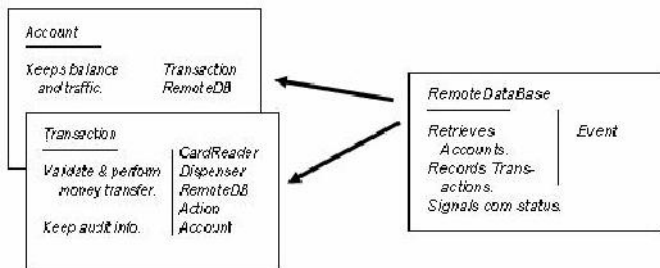 Account
Keeps balance
and traffic.
Transaction
RemoteDB
Transaction
Validate & perform
money transfer.
Keep audit info.
CardReader
Dispenser
RemoteDB
Action
Account
RemoteDataBase
Retrieves
Accounts.
Records Trans-
actions.
Signals com status.
Event